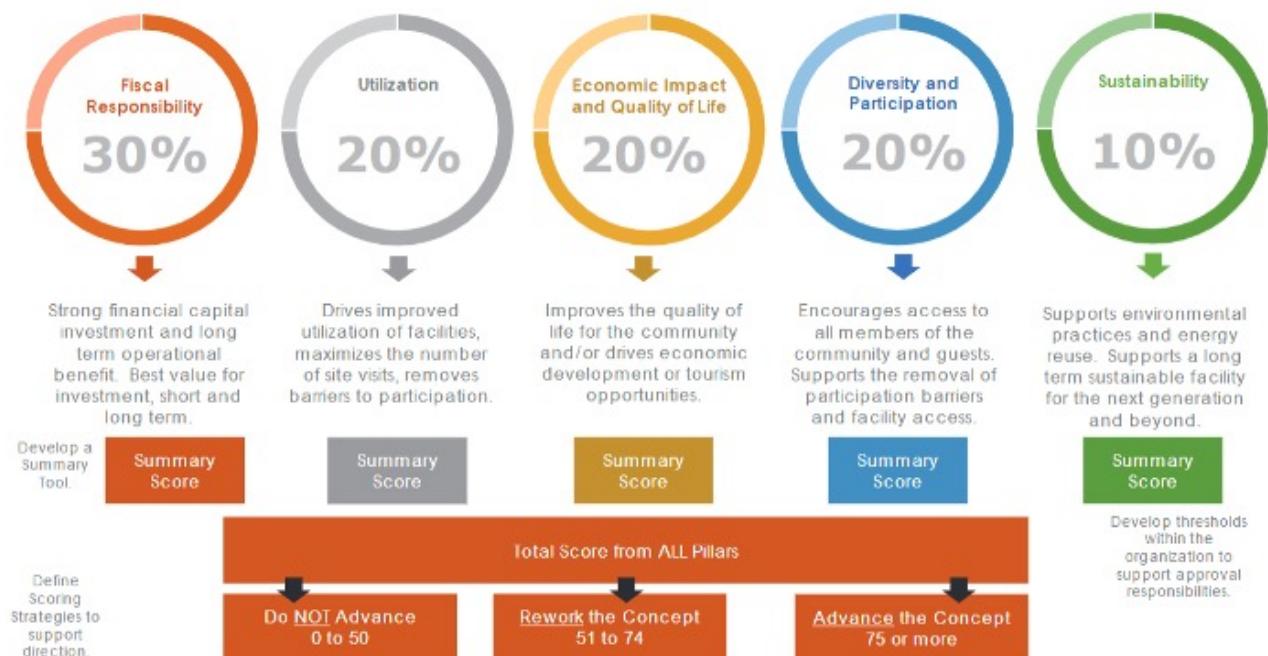 Fiscal
Responsibility
30%
Utilization
20%
Economic Impact
and Quality of Life
20%
Diversity and
Participation
20%
Sustainability
10%
Strong financial capital
investment and long
term operational
benefit. Best value for
investment, short and
long term.
Drives improved
utilization of facilities,
maximizes the number
of site visits, removes
barriers to participation.
Improves the quality of
life for the community
and/or drives economic
development or tourism
opportunities.
Encourages access to
all members of the
community and guests.
Supports the removal of
participation barriers
and facility access.
Supports environmental
practices and energy
reuse. Supports a long
term sustainable facility
for the next generation
and beyond.
Develop a
Summary
Tool.
Summary
Score
Summary
Score
Summary
Score
Summary
Score
Summary
Score
Total Score from ALL Pillars
Develop thresholds
within the
organization to
support approval
responsibilities.
Define
Scoring
Strategies to
support
direction.
Do NOT Advance
0 to 50
Rework the Concept
51 to 74
Advance the Concept
75 or more